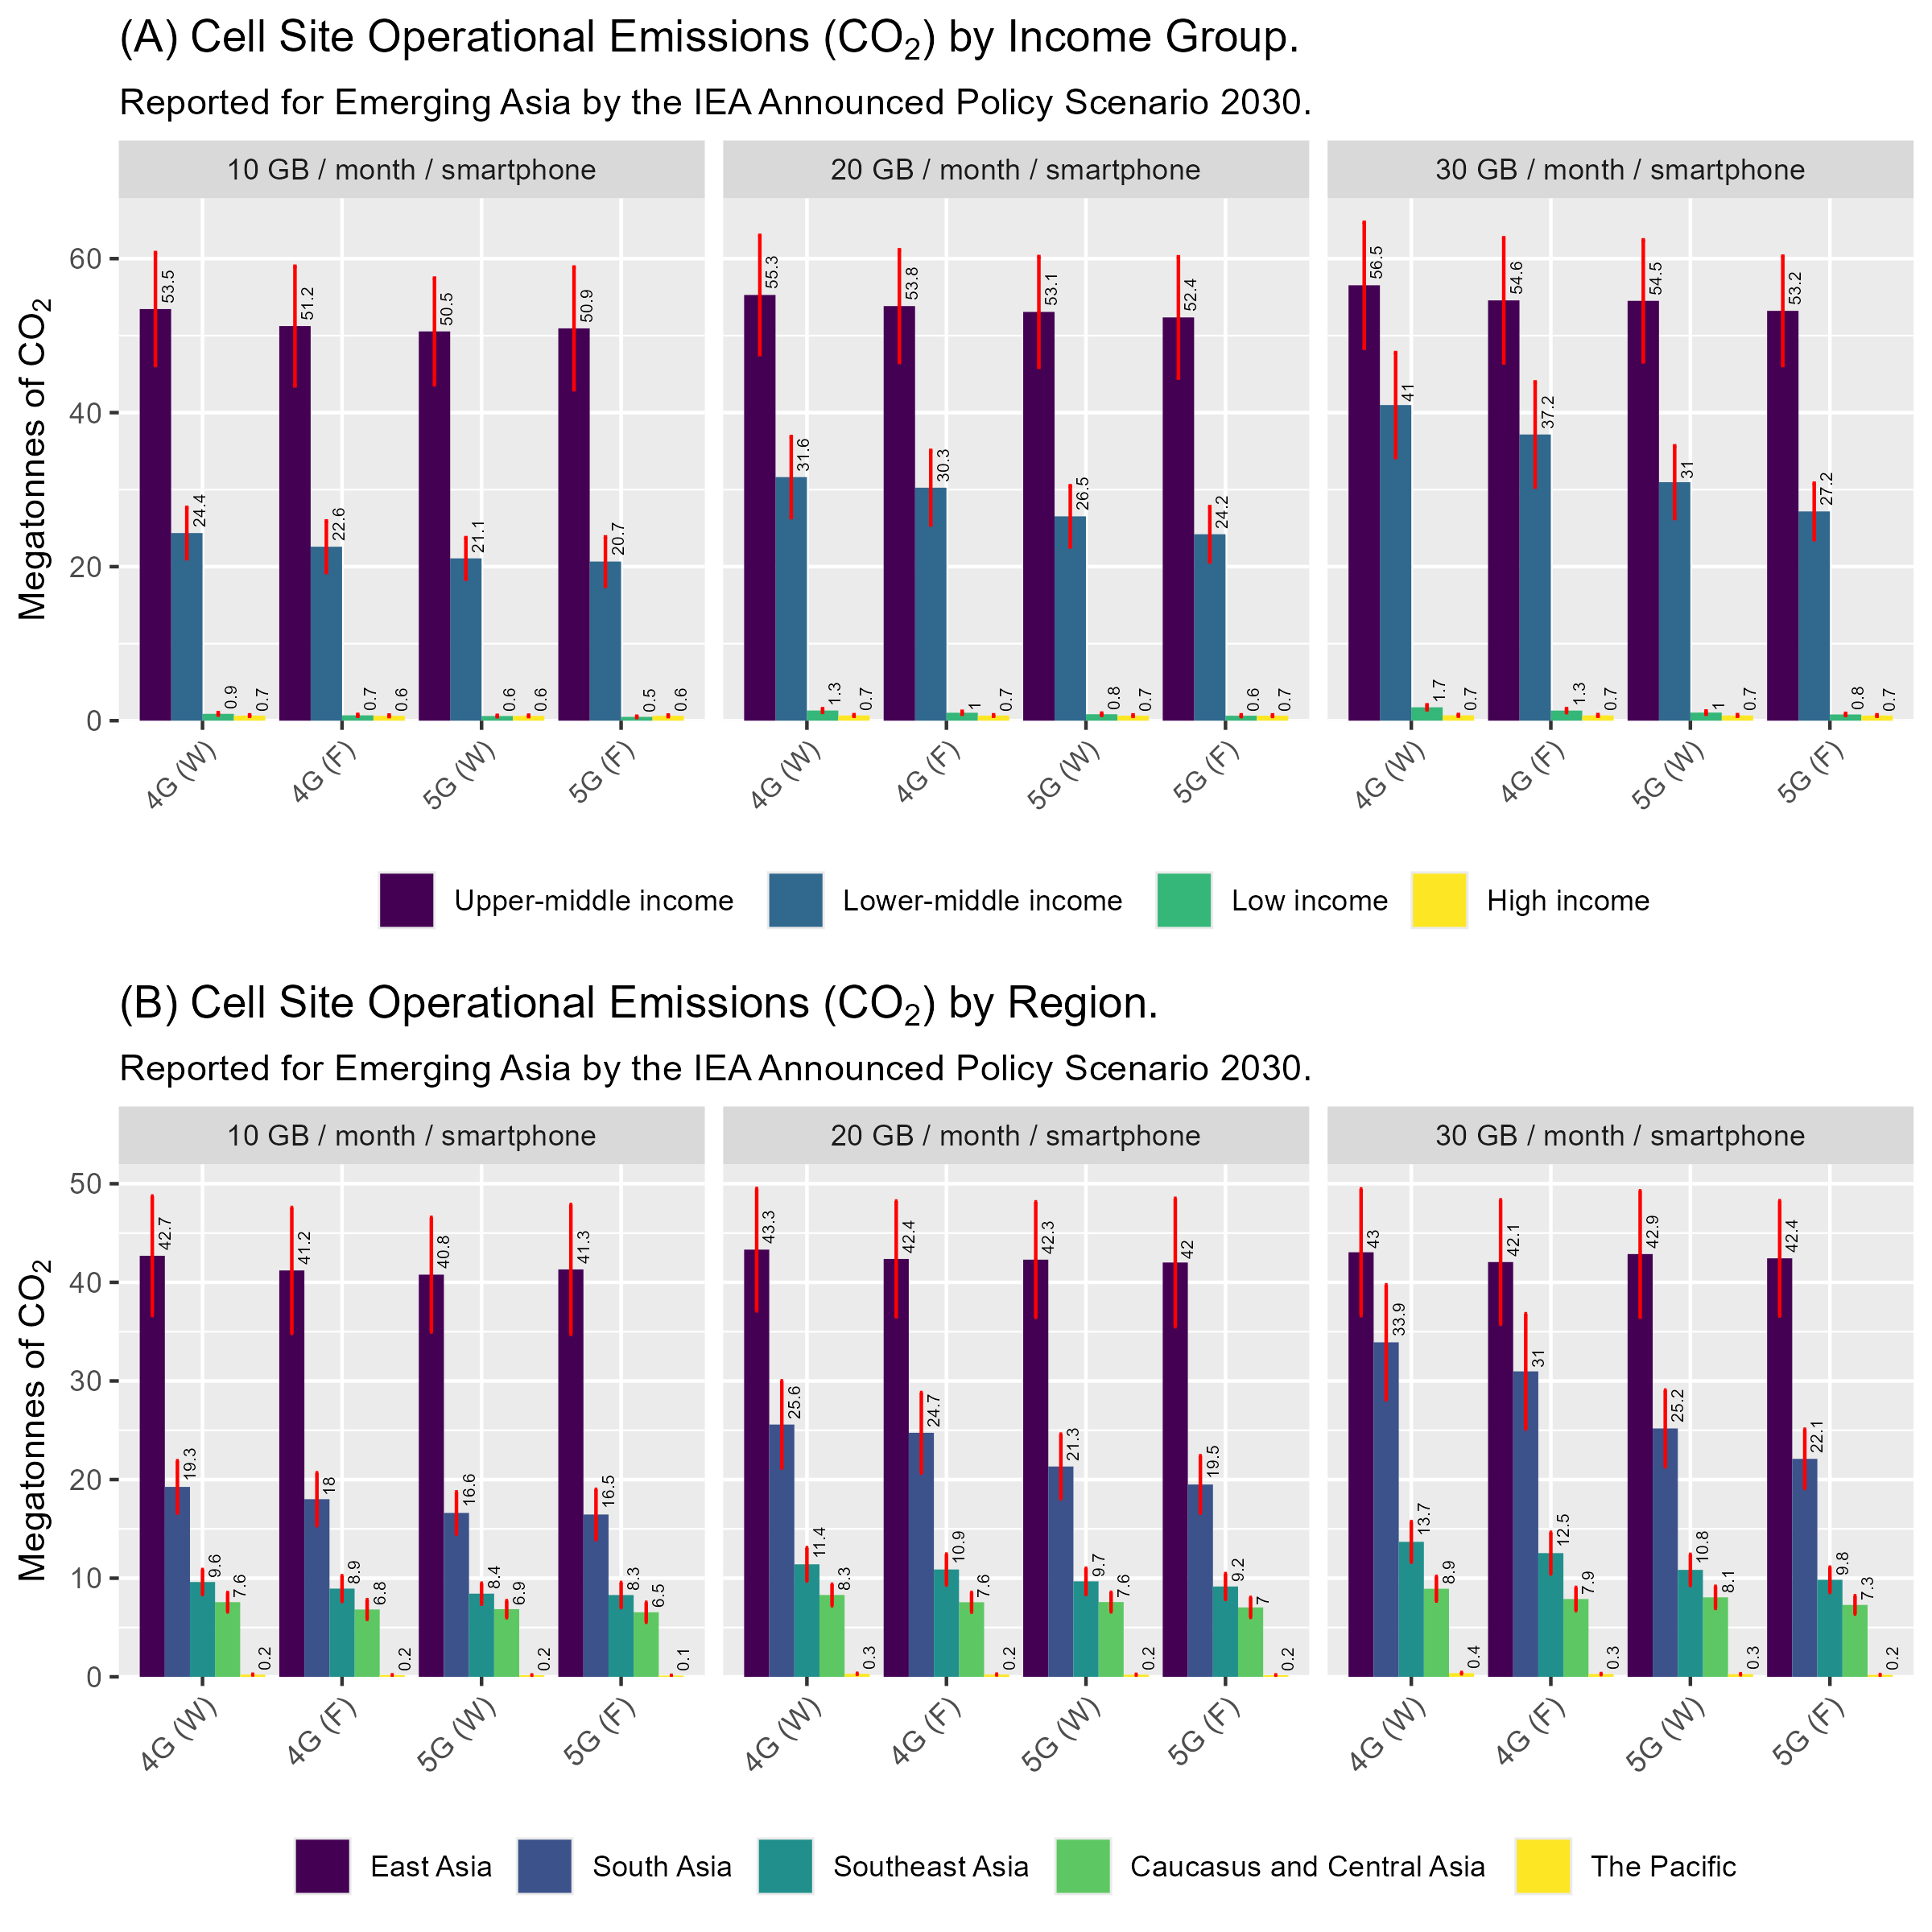 (A) Cell Site Operational Emissions (CO₂) by Income Group.
Reported for Emerging Asia by the IEA Announced Policy Scenario 2030.
10 GB / month / smartphone
20 GB / month / smartphone
30 GB / month / smartphone
Megatonnes of CO₂
60
40
20
0
53.5 24.4 0.9 0.7 51.2 22.6 0.7 0.6 50.5 21.1 0.6 0.6 50.9 20.7 0.5 0.6
55.3 31.6 1.3 0.7 53.8 30.3 1 0.7 53.1 26.5 0.8 0.7 52.4 24.2 0.6 0.7
56.5 41 1.7 0.7 54.6 37.2 1.3 0.7 54.5 31 1 0.7 53.2 27.2 0.8 0.7
4G (W) 4G (F) 5G (W) 5G (F)
4G (W) 4G (F) 5G (W) 5G (F)
4G (W) 4G (F) 5G (W) 5G (F)
Upper-middle income Lower-middle income Low income High income
(B) Cell Site Operational Emissions (CO₂) by Region.
Reported for Emerging Asia by the IEA Announced Policy Scenario 2030.
10 GB / month / smartphone
20 GB / month / smartphone
30 GB / month / smartphone
Megatonnes of CO₂
50
40
30
20
10
0
42.7 19.3 9.6 7.6 0.2 41.2 18 8.9 6.8 0.2 40.8 16.6 8.4 6.9 0.2 41.3 16.5 8.3 6.5 0.1
43.3 25.6 11.4 8.3 0.3 42.4 24.7 10.9 7.6 0.2 42.3 21.3 9.7 7.6 0.2 42 19.5 9.2 7 0.2
43 33.9 13.7 8.9 0.4 42.1 31 12.5 7.9 0.3 42.9 25.2 10.8 8.1 0.3 42.4 22.1 9.8 7.3 0.2
4G (W) 4G (F) 5G (W) 5G (F)
4G (W) 4G (F) 5G (W) 5G (F)
4G (W) 4G (F) 5G (W) 5G (F)
East Asia South Asia Southeast Asia Caucasus and Central Asia The Pacific